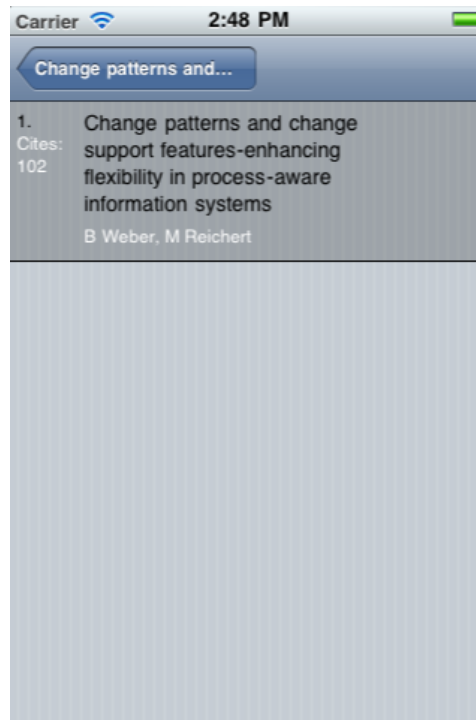 Carrier 2:48 PM
Change patterns and...
1.
Cites:
102
Change patterns and change
support features-enhancing
flexibility in process-aware
information systems
B Weber, M Reichert